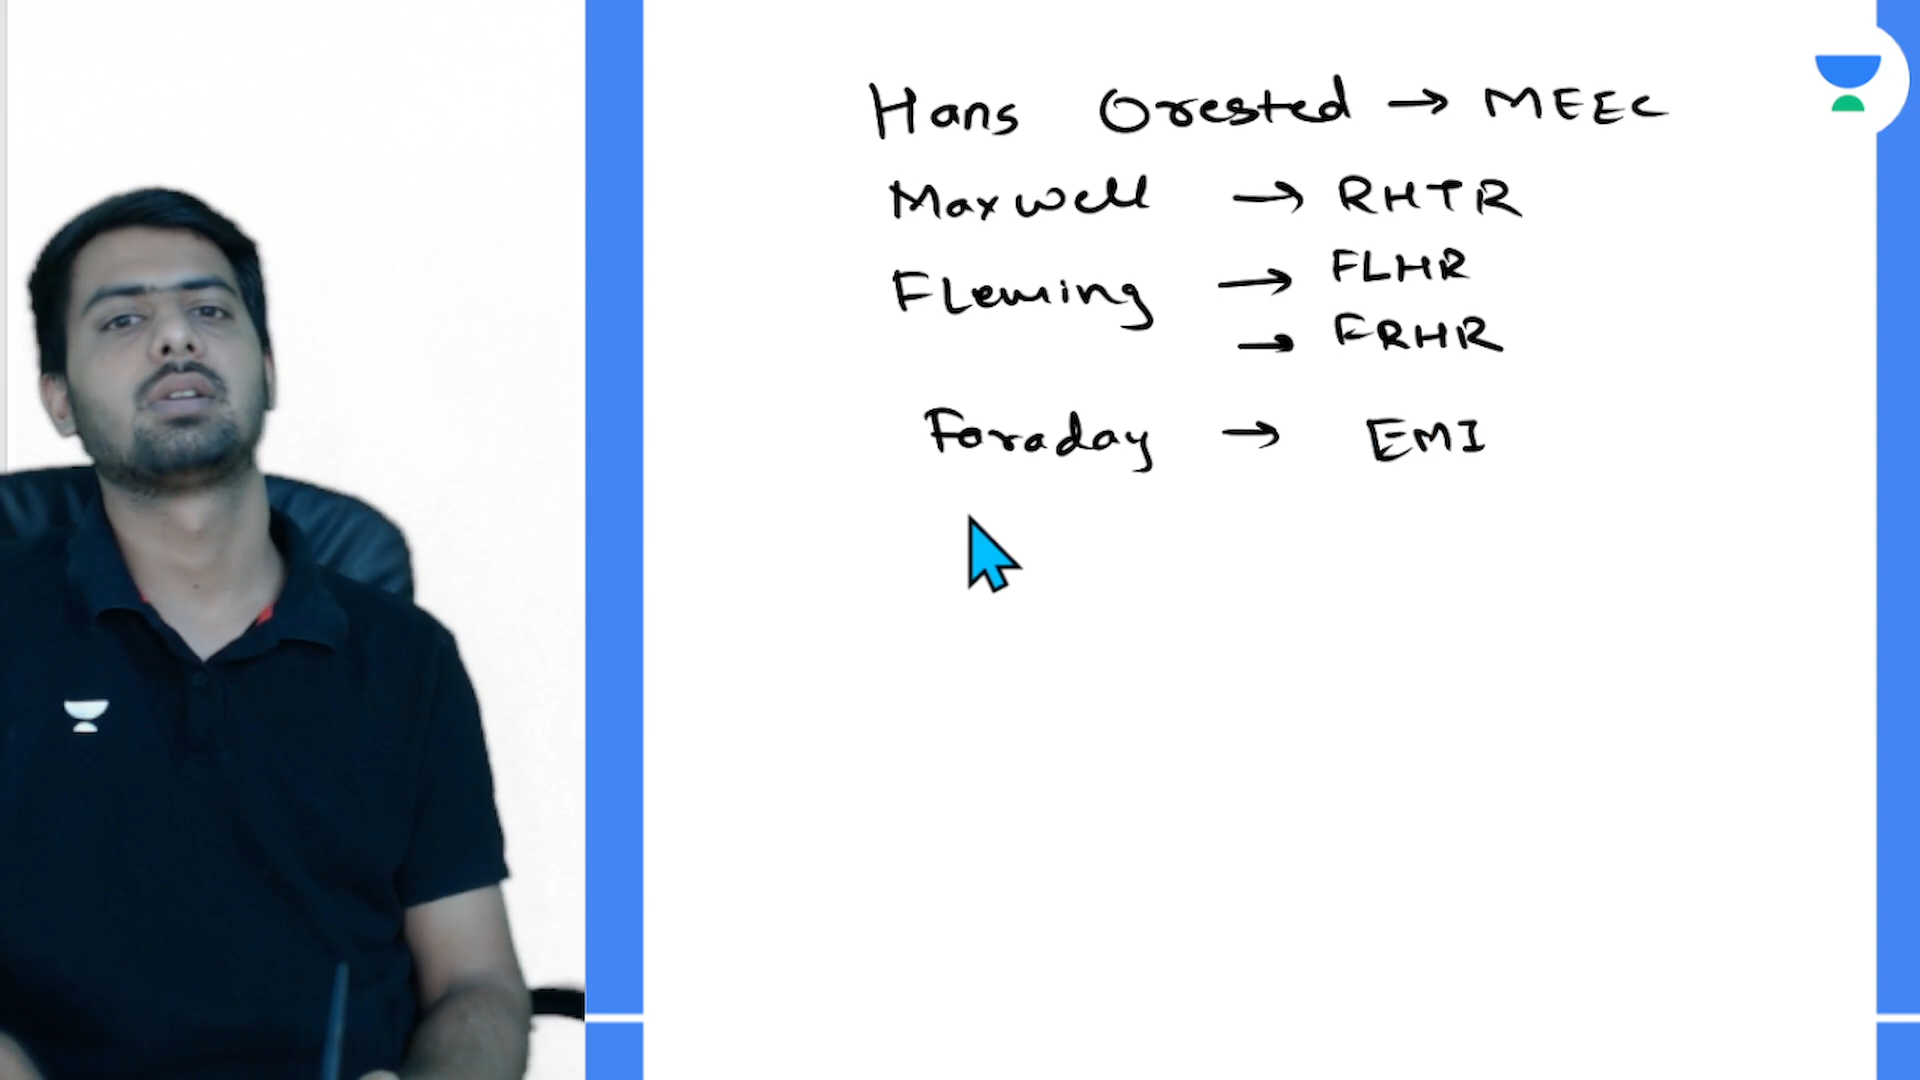 Hans Orested → MEEC
Maxwell → RHTR
Fleming → FLHR
→ FRHR
Faraday → EMI